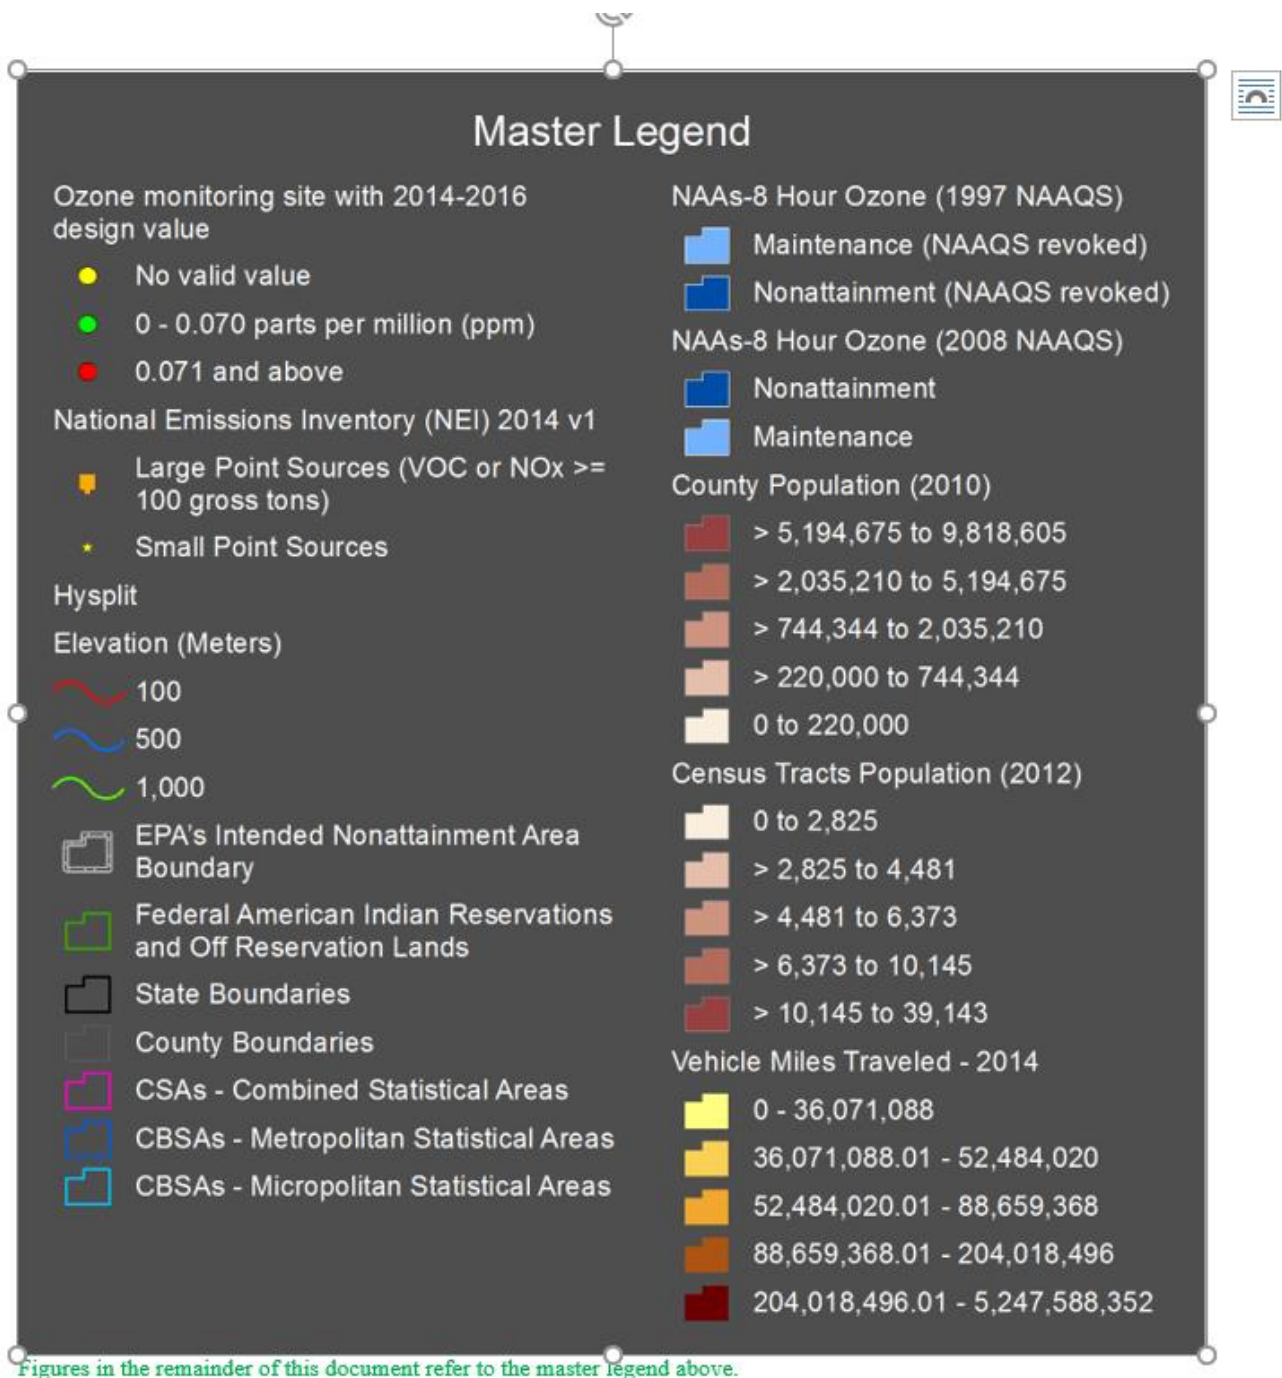 Master Legend
Ozone monitoring site with 2014-2016
design value
No valid value
0 - 0.070 parts per million (ppm)
0.071 and above
National Emissions Inventory (NEI) 2014 v1
Large Point Sources (VOC or NOx >=
100 gross tons)
Small Point Sources
Hysplit
Elevation (Meters)
100
500
1,000
EPA's Intended Nonattainment Area
Boundary
Federal American Indian Reservations
and Off Reservation Lands
State Boundaries
County Boundaries
CSAs - Combined Statistical Areas
CBSAs - Metropolitan Statistical Areas
CBSAs - Micropolitan Statistical Areas
NAAs-8 Hour Ozone (1997 NAAQS)
Maintenance (NAAQS revoked)
Nonattainment (NAAQS revoked)
NAAs-8 Hour Ozone (2008 NAAQS)
Nonattainment
Maintenance
County Population (2010)
> 5,194,675 to 9,818,605
> 2,035,210 to 5,194,675
> 744,344 to 2,035,210
> 220,000 to 744,344
0 to 220,000
Census Tracts Population (2012)
0 to 2,825
> 2,825 to 4,481
> 4,481 to 6,373
> 6,373 to 10,145
> 10,145 to 39,143
Vehicle Miles Traveled - 2014
0 - 36,071,088
36,071,088.01 - 52,484,020
52,484,020.01 - 88,659,368
88,659,368.01 - 204,018,496
204,018,496.01 - 5,247,588,352
Figures in the remainder of this document refer to the master legend above.